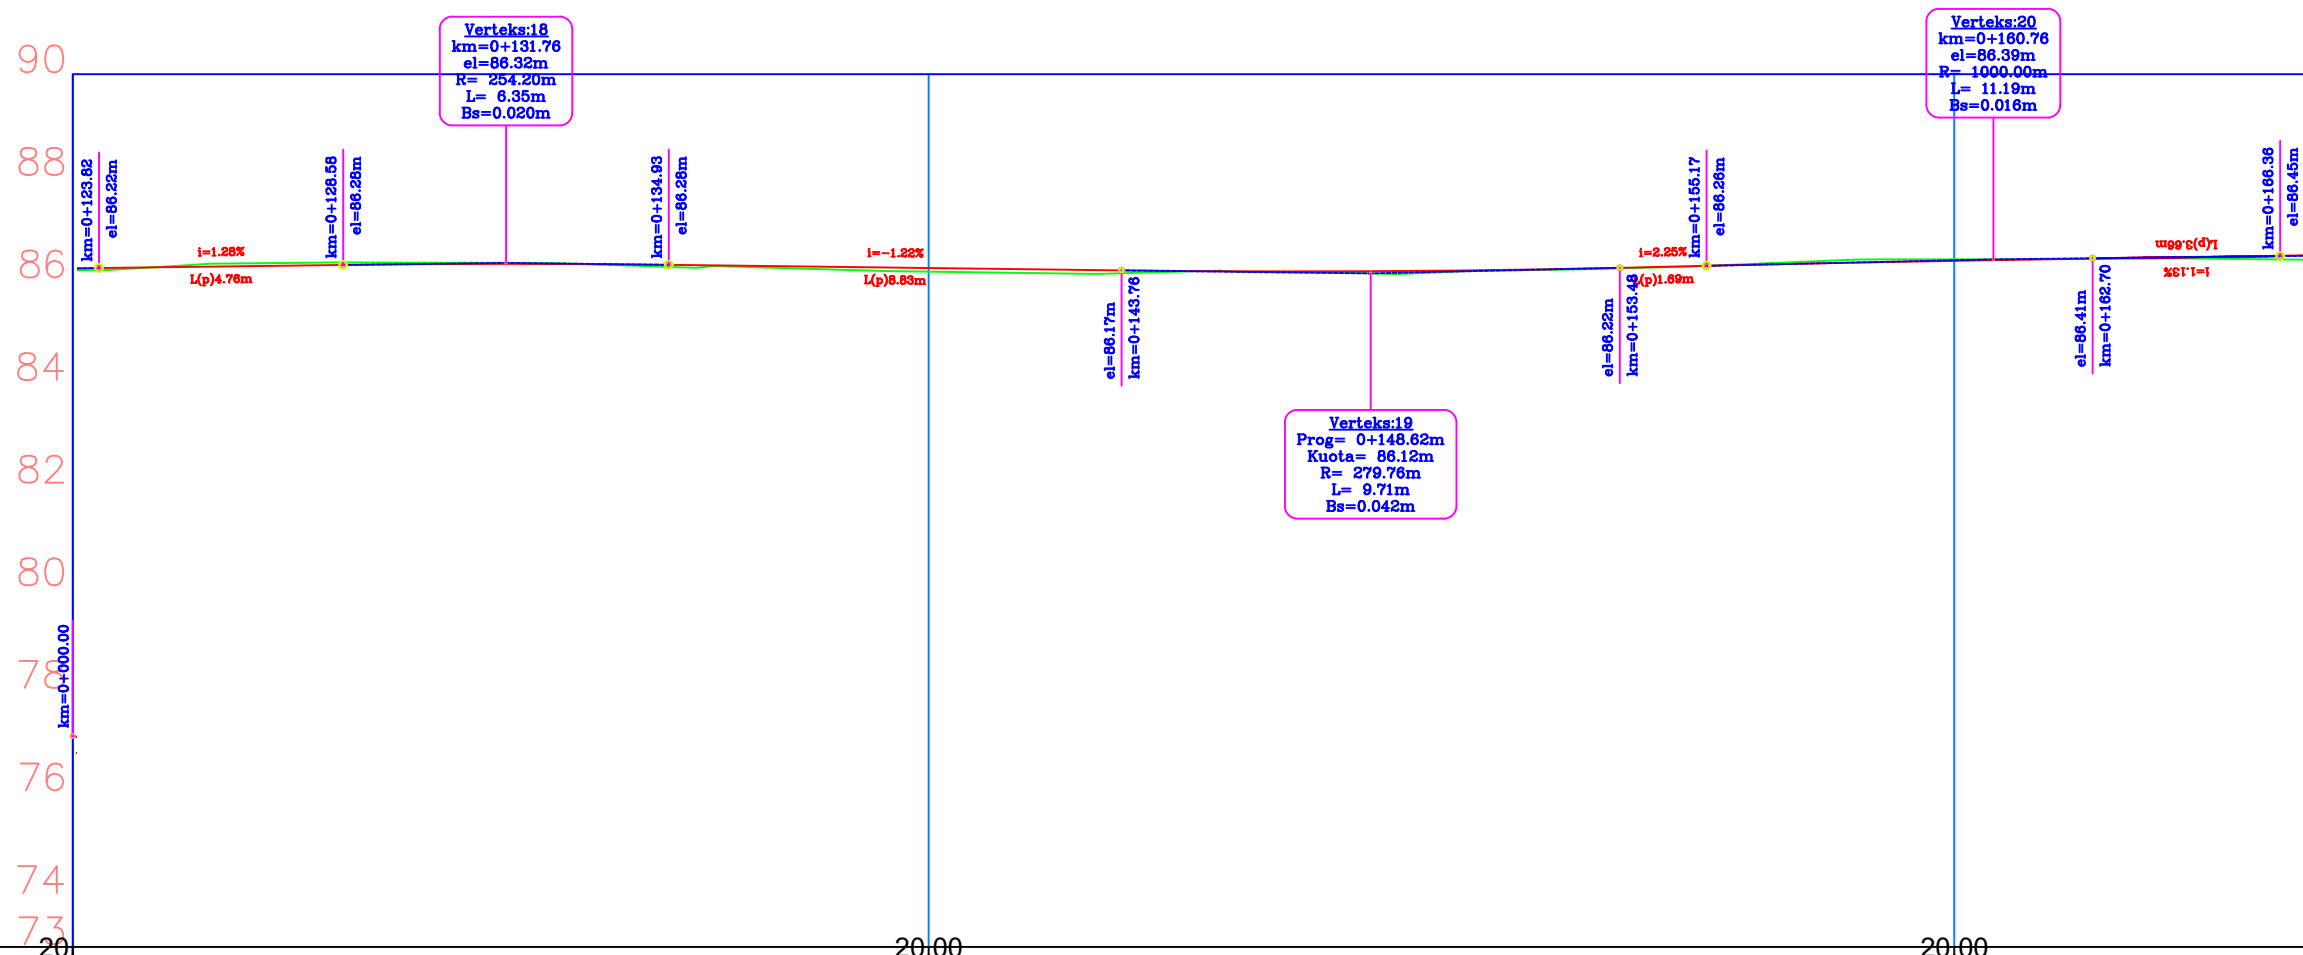 90
88
86
84
82
80
78
76
74
73
Verteks:18
km=0+131.76
el=86.32m
R= 254.20m
L= 6.35m
Bs=0.020m
Verteks:20
km=0+160.76
el=86.39m
R= 1000.00m
L= 11.19m
Bs=0.016m
km=0+123.82
el=86.22m
i=1.28%
L(p)4.76m
km=0+128.58
el=86.28m
km=0+134.93
el=86.28m
i=-1.22%
L(p)8.83m
el=86.17m
km=0+143.76
Verteks:19
Prog= 0+148.62m
Kuota= 86.12m
R= 279.76m
L= 9.71m
Bs=0.042m
el=86.22m
km=0+153.48
i=2.25%
L(p)1.69m
km=0+155.17
el=86.26m
el=86.41m
km=0+162.70
L(p)3.66m
i=1.13%
km=0+166.36
el=86.45m
km=0+000.00
20
20.00
20.00